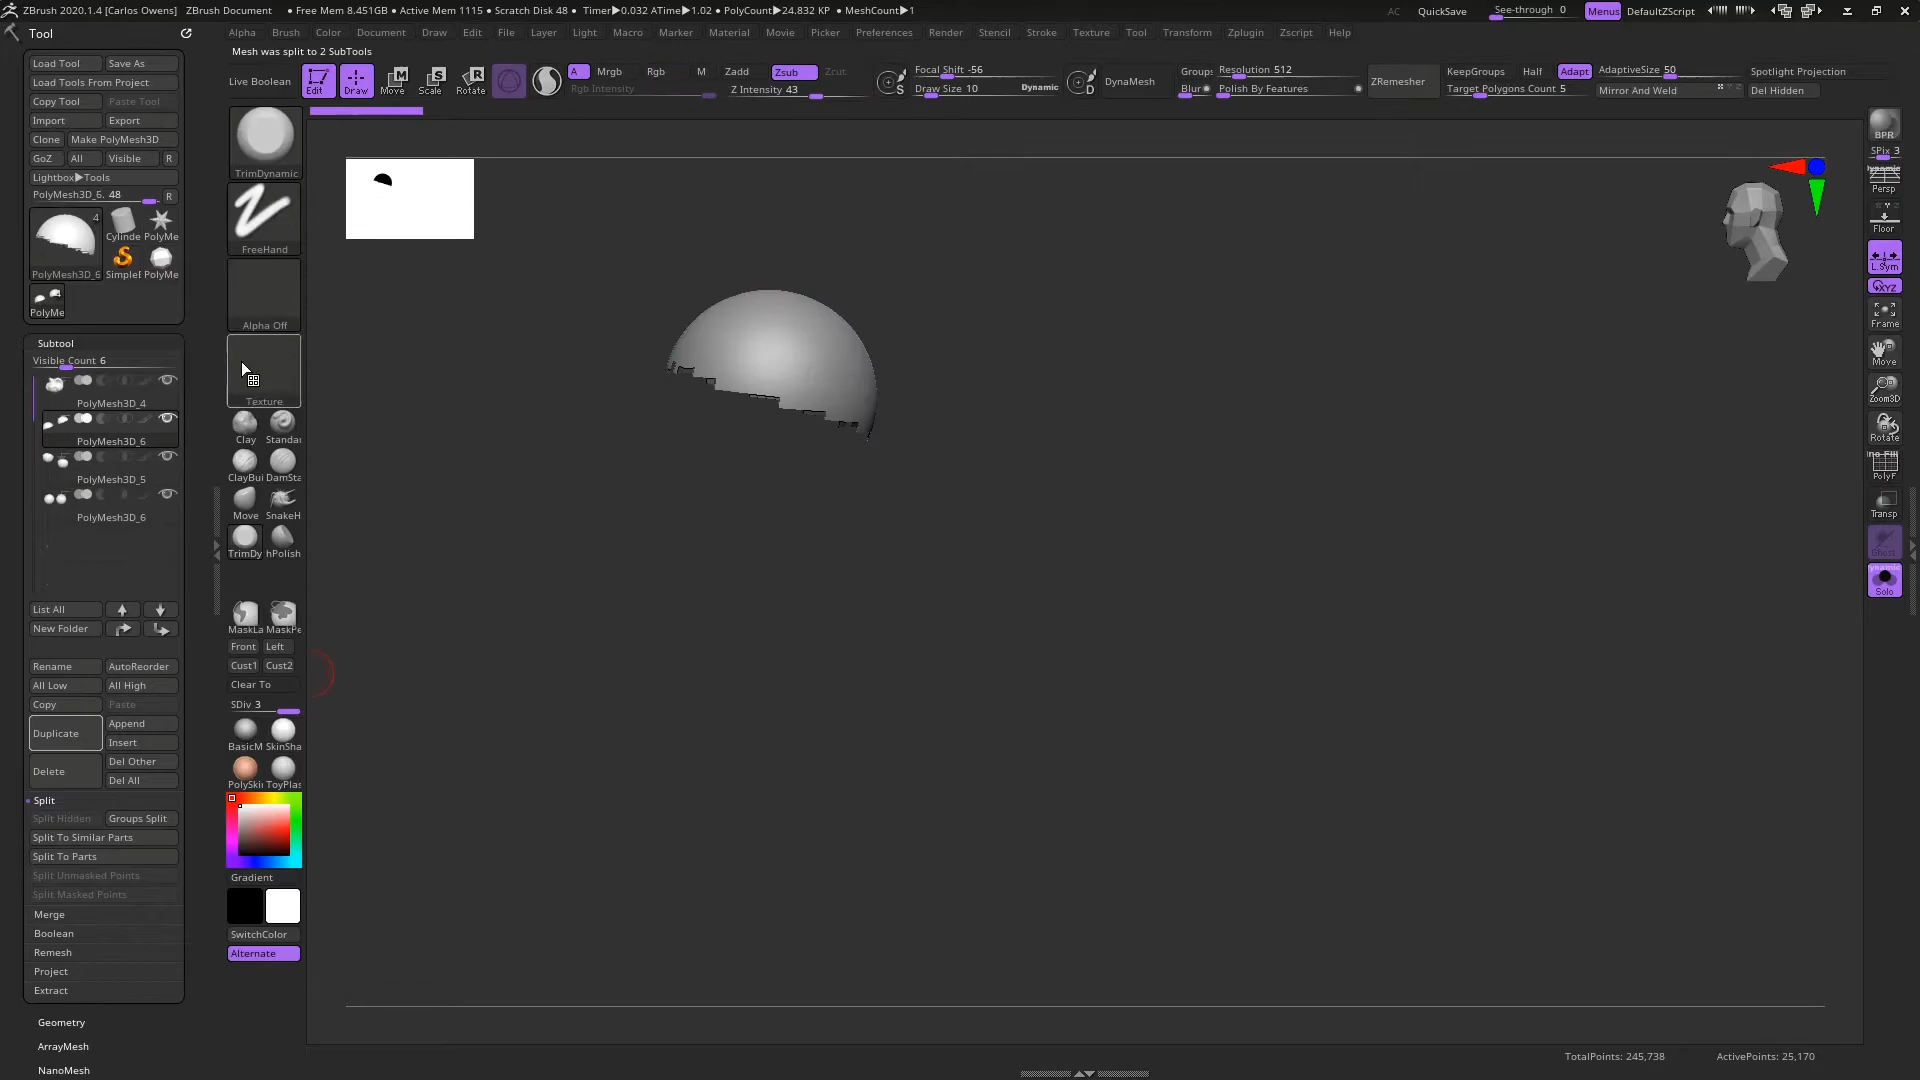 ZBrush 2020.1.4 [Carlos Owens] ZBrush Document • Free Mem 8.451GB • Active Mem 1115 • Scratch Disk 48 • Timer▶0.032 ATime▶1.02 • PolyCount▶24.832 KP • MeshCount▶1 AC QuickSave See-through 0 Menus DefaultZScript
Tool
Alpha Brush Color Document Draw Edit File Layer Light Macro Marker Material Movie Picker Preferences Render Stencil Stroke Texture Tool Transform Zplugin Zscript Help
Mesh was split to 2 SubTools
Load Tool Save As
Load Tools From Project
Copy Tool Paste Tool
Import Export
Clone Make PolyMesh3D
GoZ All Visible R
Lightbox▶Tools
PolyMesh3D_6. 48 R
4
Cylinde PolyMe
PolyMesh3D_6 SimpleI PolyMe
4
PolyMe
Live Boolean Edit Draw Move Scale Rotate
A Mrgb Rgb M Zadd Zsub Zcut
Rgb Intensity Z Intensity 43
S Focal Shift -56
Draw Size 10 Dynamic
D DynaMesh Groups Resolution 512
Blur Polish By Features
ZRemesher KeepGroups Half Adapt AdaptiveSize 50 Spotlight Projection
Target Polygons Count 5 Mirror And Weld Del Hidden
TrimDynamic
FreeHand
Alpha Off
Texture
Clay Standar
ClayBui DamSta
Move SnakeH
TrimDy hPolish
MaskLa MaskPe
Front Left
Cust1 Cust2
Clear To
SDiv 3
BasicM SkinSha
PolySki ToyPlas
Gradient
SwitchColor
Alternate
Subtool
Visible Count 6
PolyMesh3D_4
PolyMesh3D_6
PolyMesh3D_5
PolyMesh3D_6
List All
New Folder
Rename AutoReorder
All Low All High
Copy Paste
Duplicate Append
Insert
Delete Del Other
Del All
Split
Split Hidden Groups Split
Split To Similar Parts
Split To Parts
Split Unmasked Points
Split Masked Points
Merge
Boolean
Remesh
Project
Extract
Geometry
ArrayMesh
NanoMesh
BPR
SPix 3
Persp
Floor
L.Sym
XYZ
Frame
Move
Zoom3D
Rotate
PolyF
Transp
Ghost
Solo
TotalPoints: 245,738 ActivePoints: 25,170